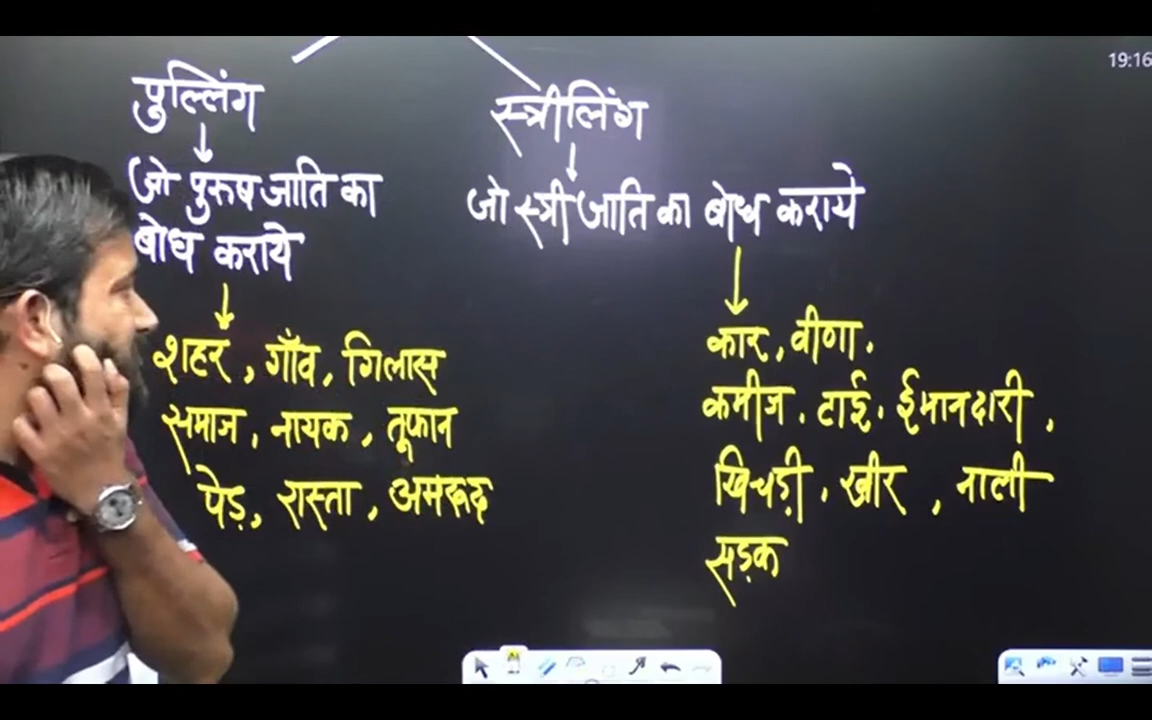 19:16
पुल्लिंग
↓
जो पुरुष जाति का
बोध कराये
↓
शहर, गाँव, गिलास
समाज, नायक, तूफान
पेड़, रास्ता, अमरूद
स्त्रीलिंग
↓
जो स्त्री जाति का बोध कराये
↓
कार, वीणा,
कमीज, टाई, ईमानदारी,
खिचड़ी, खीर, नाली
सड़क